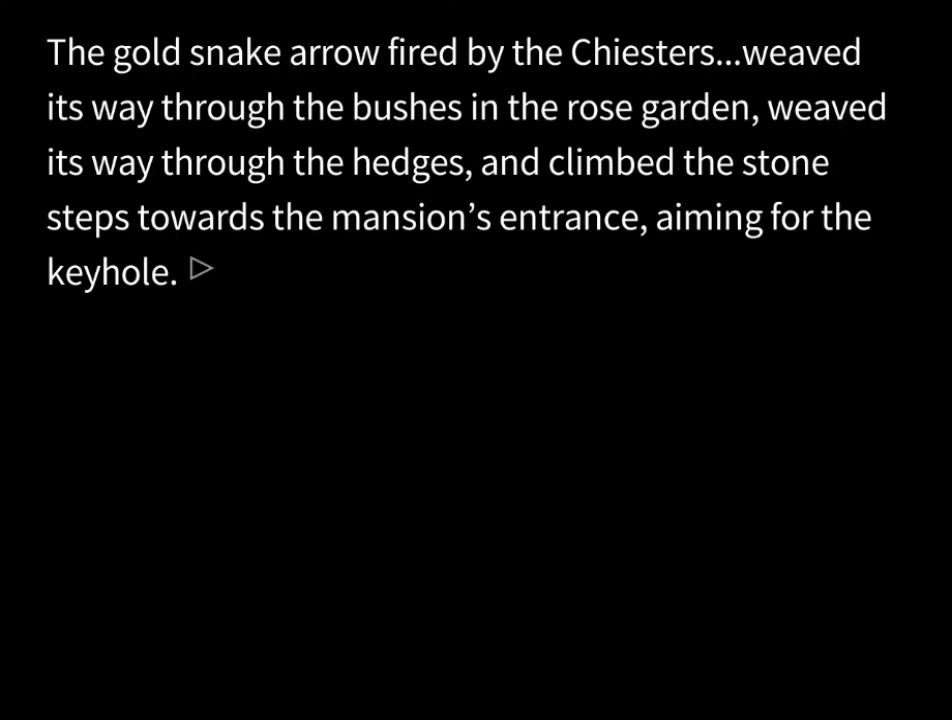 The gold snake arrow fired by the Chiesters...weaved
its way through the bushes in the rose garden, weaved
its way through the hedges, and climbed the stone
steps towards the mansion’s entrance, aiming for the
keyhole.